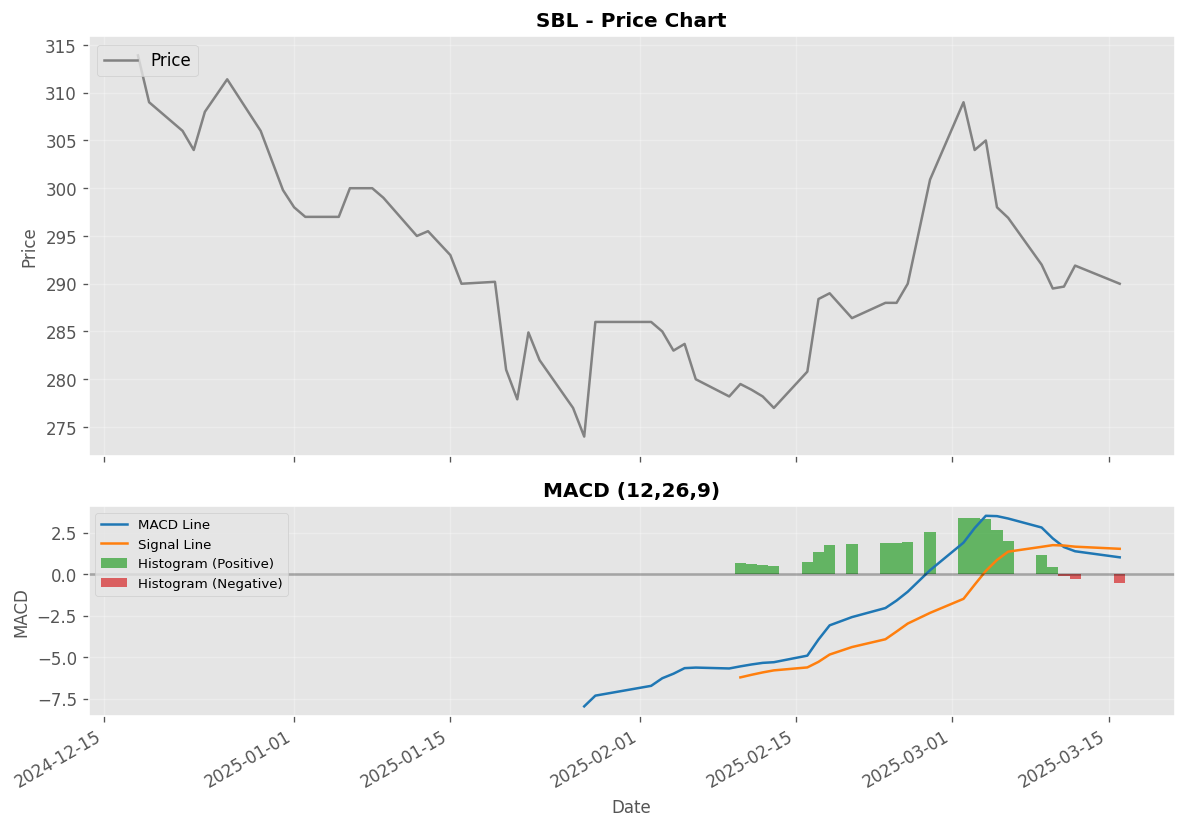 SBL - Price Chart
315
310
305
300
295
290
285
280
275
Price
Price
MACD (12,26,9)
2.5
0.0
−2.5
−5.0
−7.5
MACD
MACD Line
Signal Line
Histogram (Positive)
Histogram (Negative)
2024-12-15
2025-01-01
2025-01-15
2025-02-01
2025-02-15
2025-03-01
2025-03-15
Date